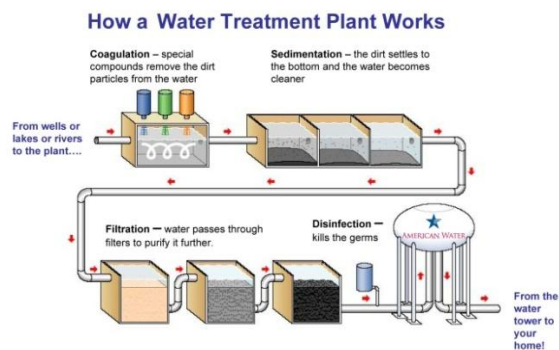 How a Water Treatment Plant Works
Coagulation – special
compounds remove the dirt
particles from the water
Sedimentation – the dirt settles to
the bottom and the water becomes
cleaner
From wells or
lakes or rivers
to the plant....
Filtration — water passes through
filters to purify it further.
Disinfection —
kills the germs
AMERICAN WATER
From the
water
tower to
your
home!